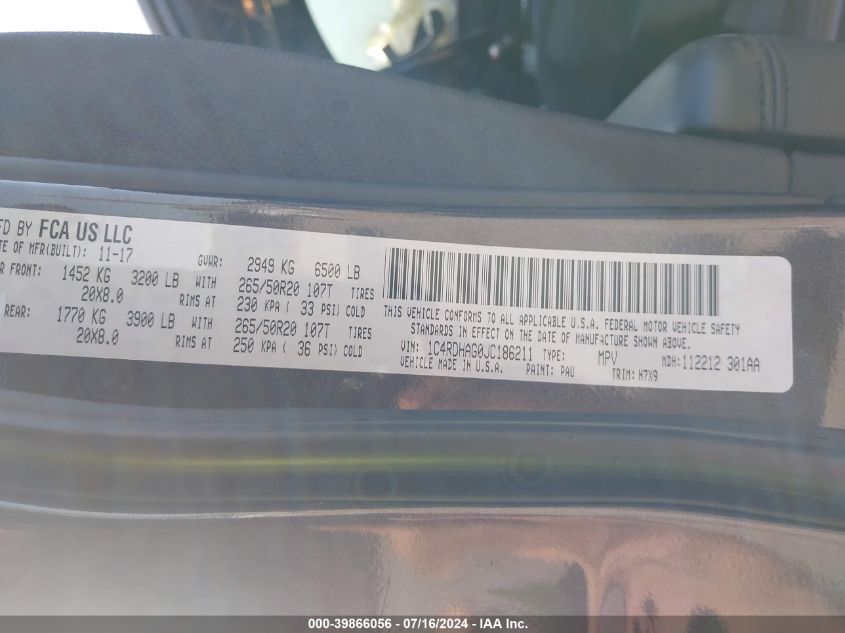 FD BY FCA US LLC
TE OF MFR(BUILT): 11-17 GVWR: 2949 KG 6500 LB
R FRONT: 1452 KG 3200 LB WITH 265/50R20 107T TIRES
20X8.0 RIMS AT 230 KPA ( 33 PSI) COLD
REAR: 1770 KG 3900 LB WITH 265/50R20 107T TIRES
20X8.0 RIMS AT 250 KPA ( 36 PSI) COLD
THIS VEHICLE CONFORMS TO ALL APPLICABLE U.S.A. FEDERAL MOTOR VEHICLE SAFETY
STANDARDS IN EFFECT ON THE DATE OF MANUFACTURE SHOWN ABOVE.
VIN: 1C4RDHAG0JC186211 TYPE: MPV MDH: 112212 301AA
VEHICLE MADE IN U.S.A. PAINT: PAU TRIM: H7X9
000-39866056 - 07/16/2024 - IAA Inc.